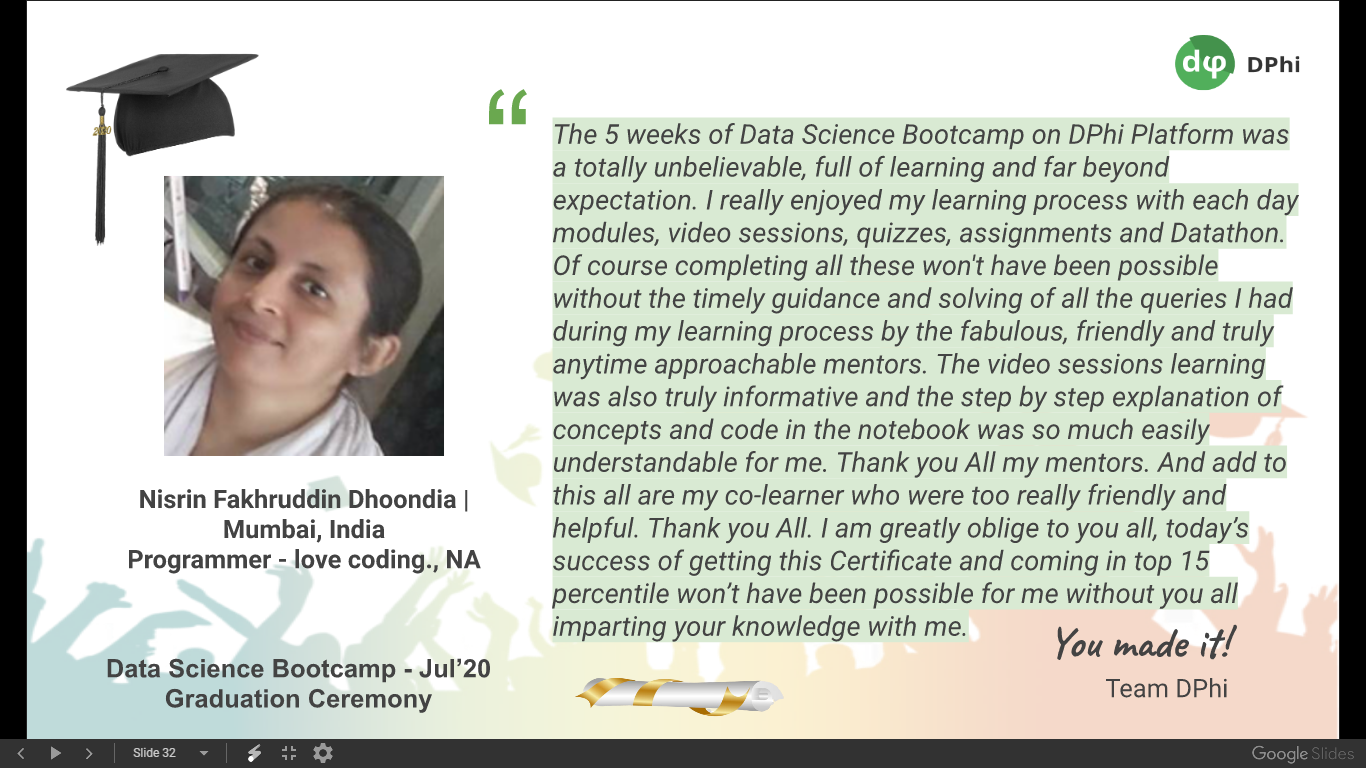 dφ DPhi
2020
“
The 5 weeks of Data Science Bootcamp on DPhi Platform was
a totally unbelievable, full of learning and far beyond
expectation. I really enjoyed my learning process with each day
modules, video sessions, quizzes, assignments and Datathon.
Of course completing all these won't have been possible
without the timely guidance and solving of all the queries I had
during my learning process by the fabulous, friendly and truly
anytime approachable mentors. The video sessions learning
was also truly informative and the step by step explanation of
concepts and code in the notebook was so much easily
understandable for me. Thank you All my mentors. And add to
this all are my co-learner who were too really friendly and
helpful. Thank you All. I am greatly oblige to you all, today’s
success of getting this Certificate and coming in top 15
percentile won’t have been possible for me without you all
imparting your knowledge with me.
Nisrin Fakhruddin Dhoondia |
Mumbai, India
Programmer - love coding., NA
Data Science Bootcamp - Jul’20
Graduation Ceremony
You made it!
Team DPhi
Slide 32
Google Slides